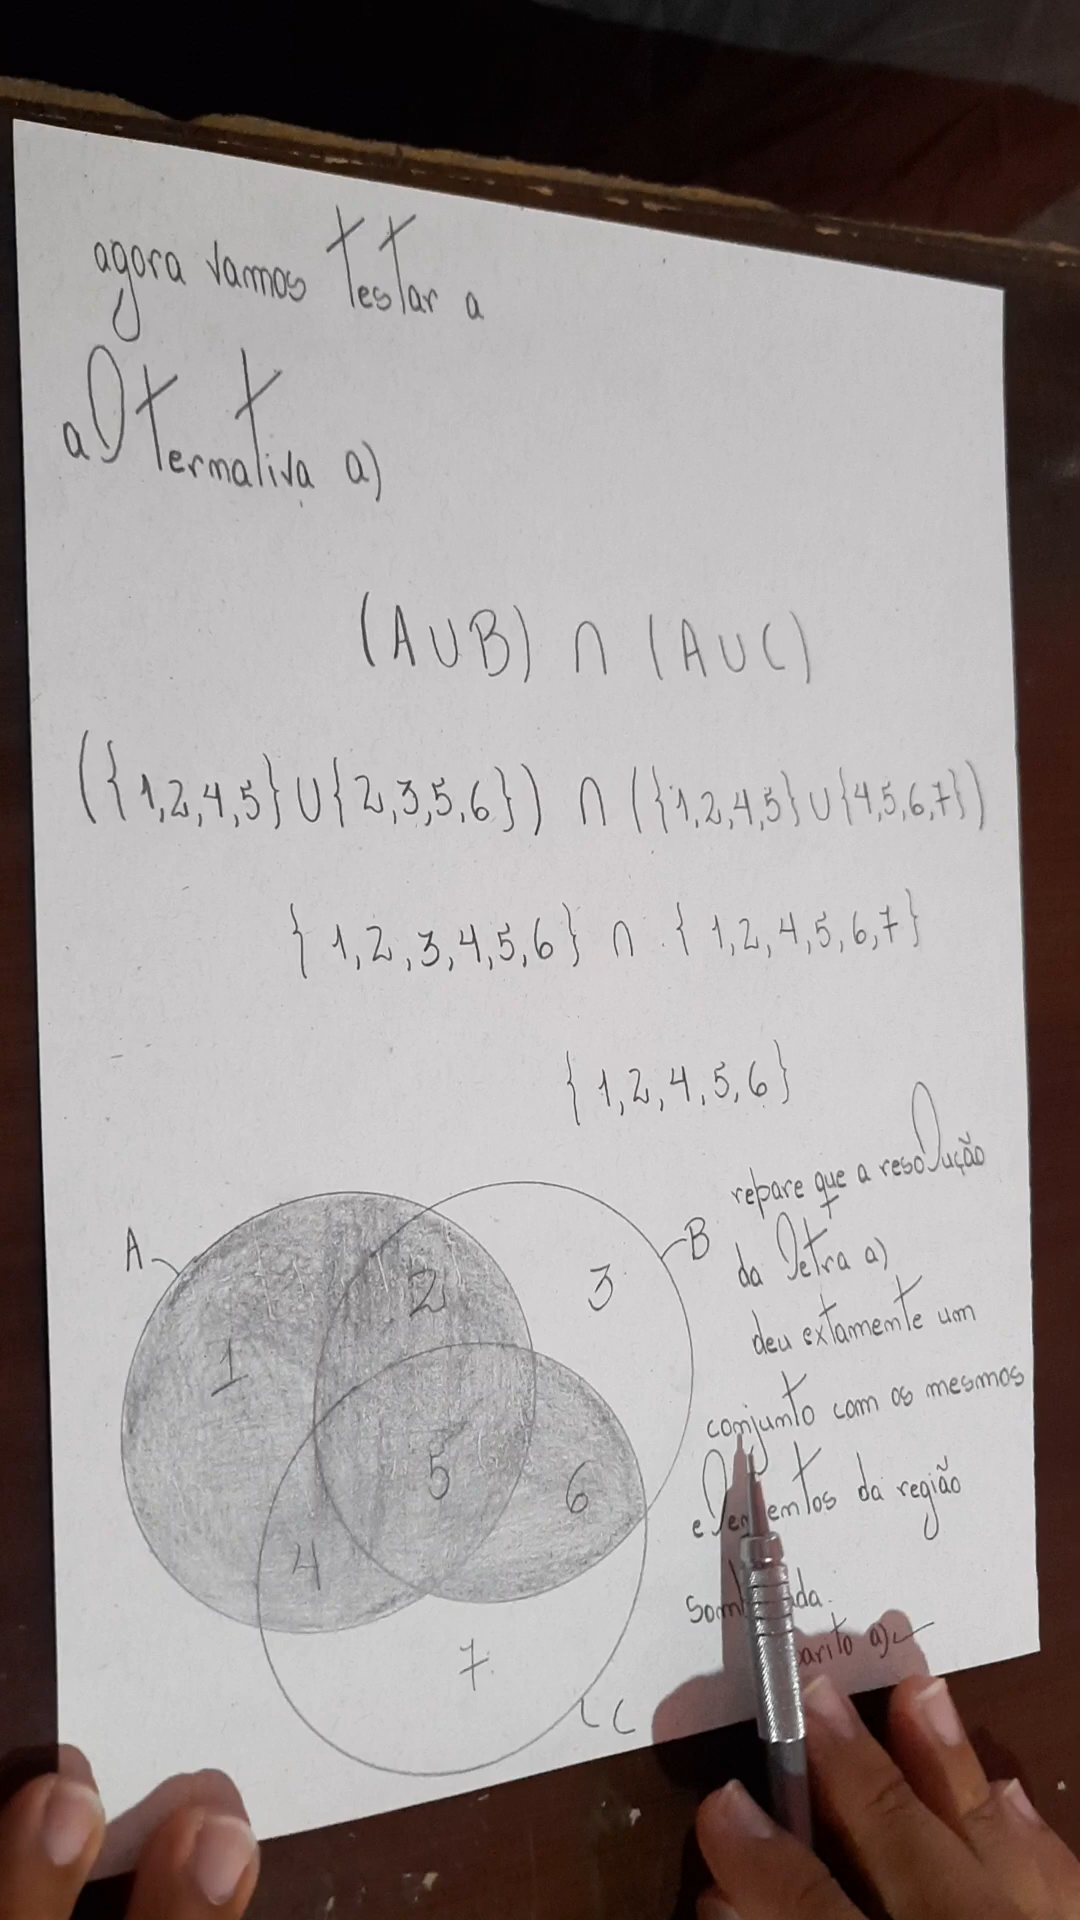 agora vamos testar a
alternativa a)
(A∪B) ∩ (A∪C)
({1,2,4,5}∪{2,3,5,6}) ∩ ({1,2,4,5}∪{4,5,6,7})
{1,2,3,4,5,6} ∩ {1,2,4,5,6,7}
{1,2,4,5,6}
repare que a resolução
da letra a)
deu extamente um
conjunto com os mesmos
elementos da região
a)
A
B
C
1
2
3
4
5
6
7